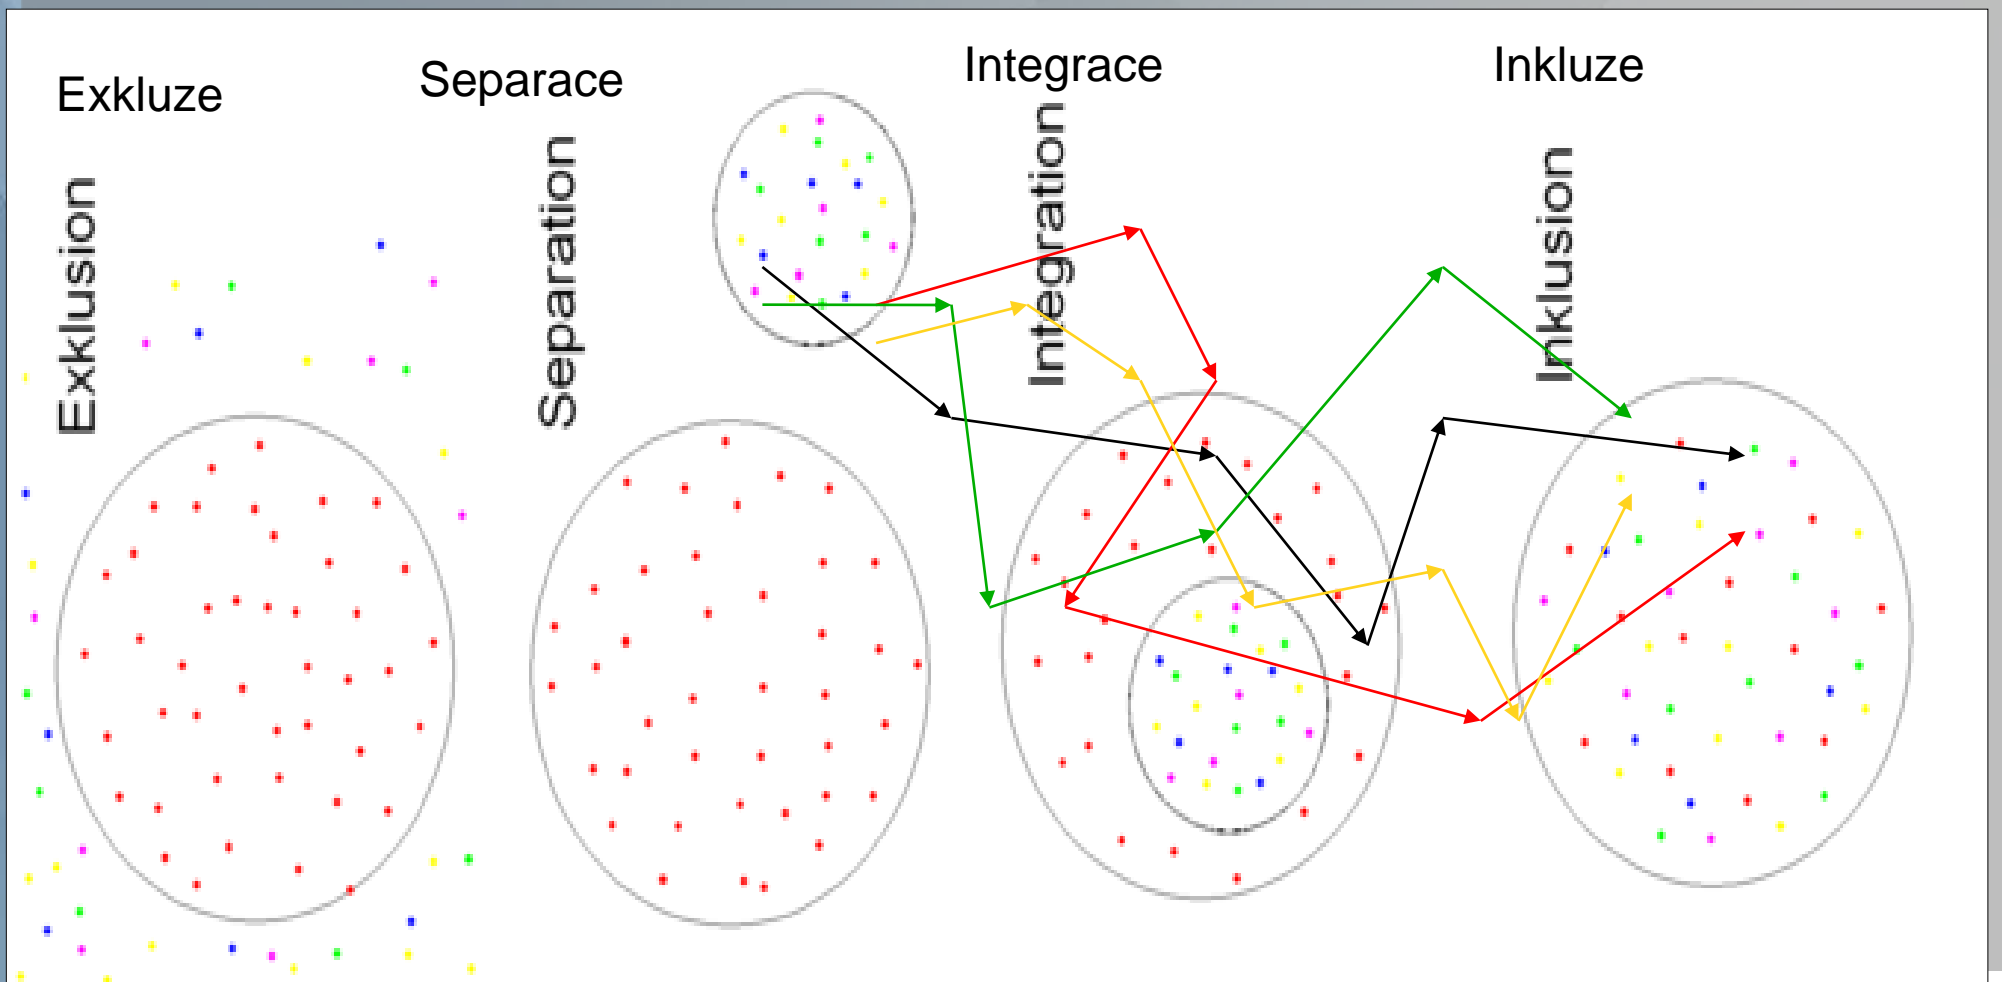 Exkluze
Separace
Integrace
Inkluze
Exklusion
Separation
Integration
Inklusion